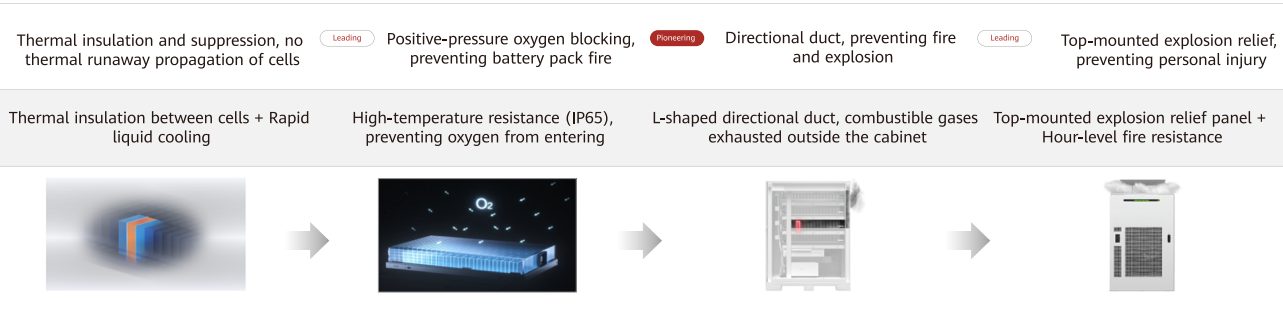 Thermal insulation and suppression, no
thermal runaway propagation of cells
Leading
Positive-pressure oxygen blocking,
preventing battery pack fire
Pioneering
Directional duct, preventing fire
and explosion
Leading
Top-mounted explosion relief,
preventing personal injury
Thermal insulation between cells + Rapid
liquid cooling
High-temperature resistance (IP65),
preventing oxygen from entering
L-shaped directional duct, combustible gases
exhausted outside the cabinet
Top-mounted explosion relief panel +
Hour-level fire resistance
O₂